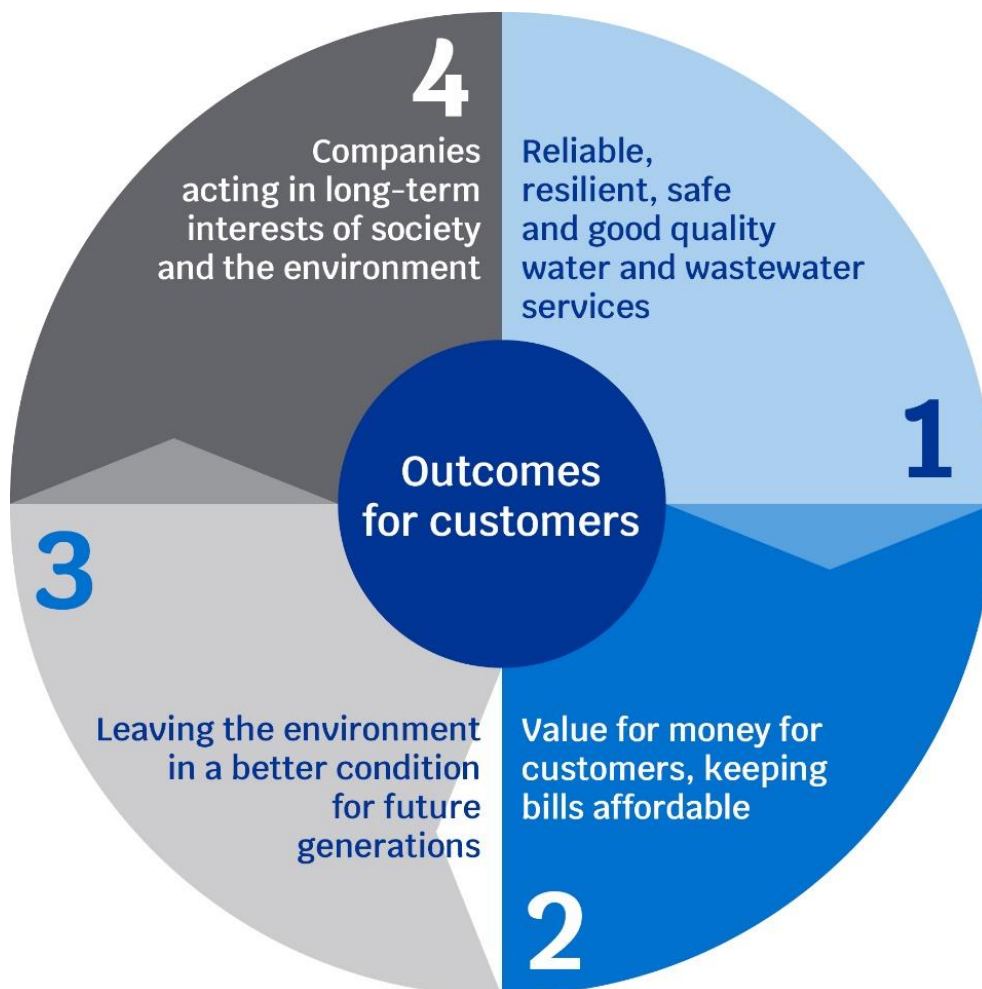 4
Companies
acting in long-term
interests of society
and the environment
Reliable,
resilient, safe
and good quality
water and wastewater
services
1
Outcomes
for customers
3
Leaving the environment
in a better condition
for future
generations
Value for money for
customers, keeping
bills affordable
2